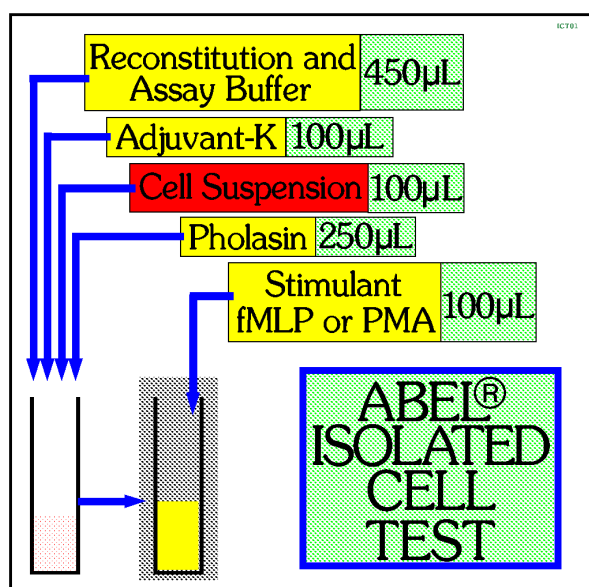 ICT01
Reconstitution and
Assay Buffer
450µL
Adjuvant-K
100µL
Cell Suspension
100µL
Pholasin
250µL
Stimulant
fMLP or PMA
100µL
ABEL®
ISOLATED
CELL
TEST